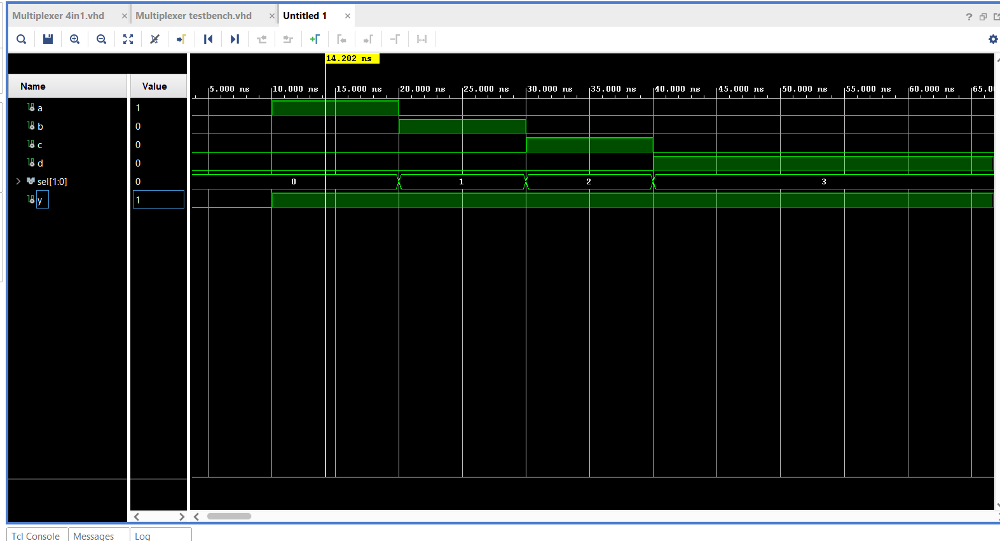 Multiplexer 4in1.vhd × Multiplexer testbench.vhd × Untitled 1 ×
?
14.202 ns
Name Value
5.000 ns 10.000 ns 15.000 ns 20.000 ns 25.000 ns 30.000 ns 35.000 ns 40.000 ns 45.000 ns 50.000 ns 55.000 ns 60.000 ns 65.0
a 1
b 0
c 0
d 0
sel[1:0] 0 0 1 2 3
y 1
Tcl Console Messages Log